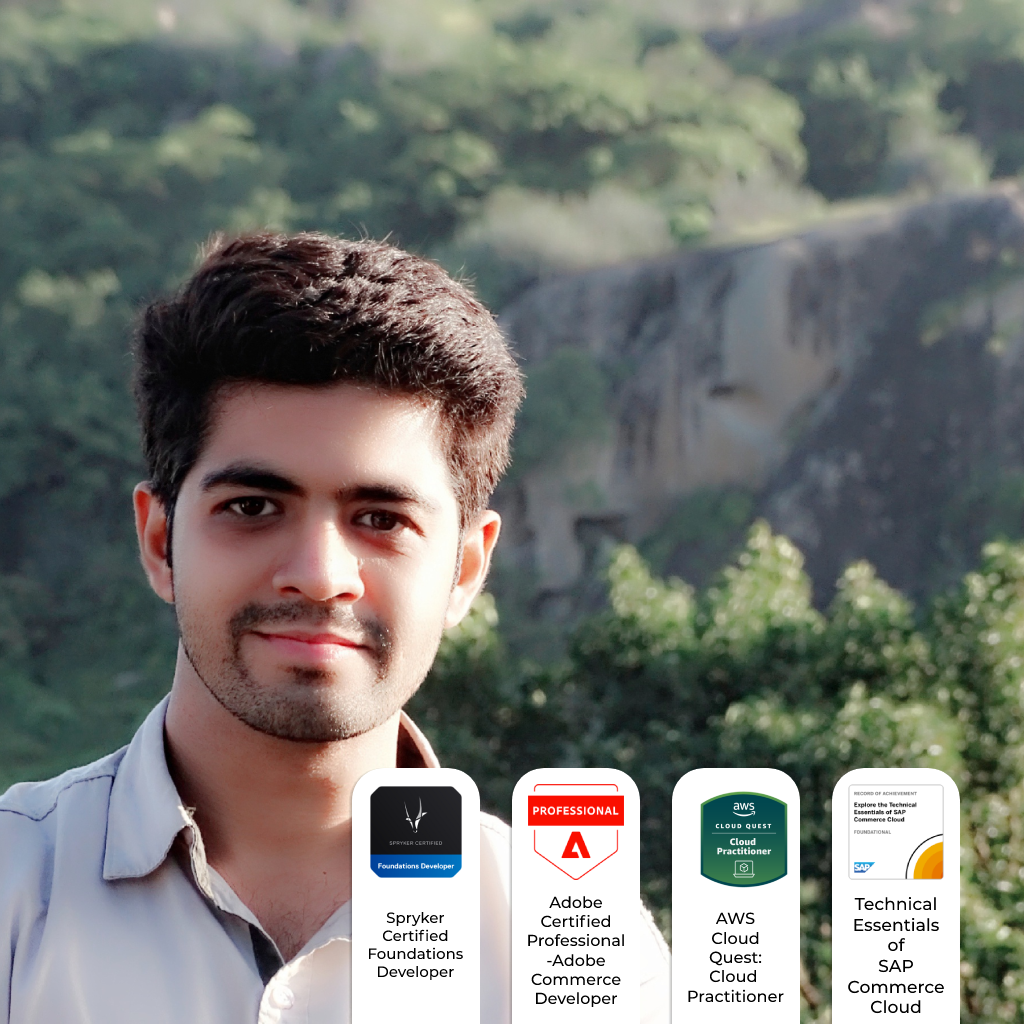 SPRYKER CERTIFIED
Foundations Developer
Spryker
Certified
Foundations
Developer
PROFESSIONAL
Adobe
Certified
Professional
-Adobe
Commerce
Developer
aws
CLOUD QUEST
Cloud
Practitioner
AWS
Cloud
Quest:
Cloud
Practitioner
RECORD OF ACHIEVEMENT
Explore the Technical
Essentials of SAP
Commerce Cloud
FOUNDATIONAL
SAP
Technical
Essentials
of
SAP
Commerce
Cloud